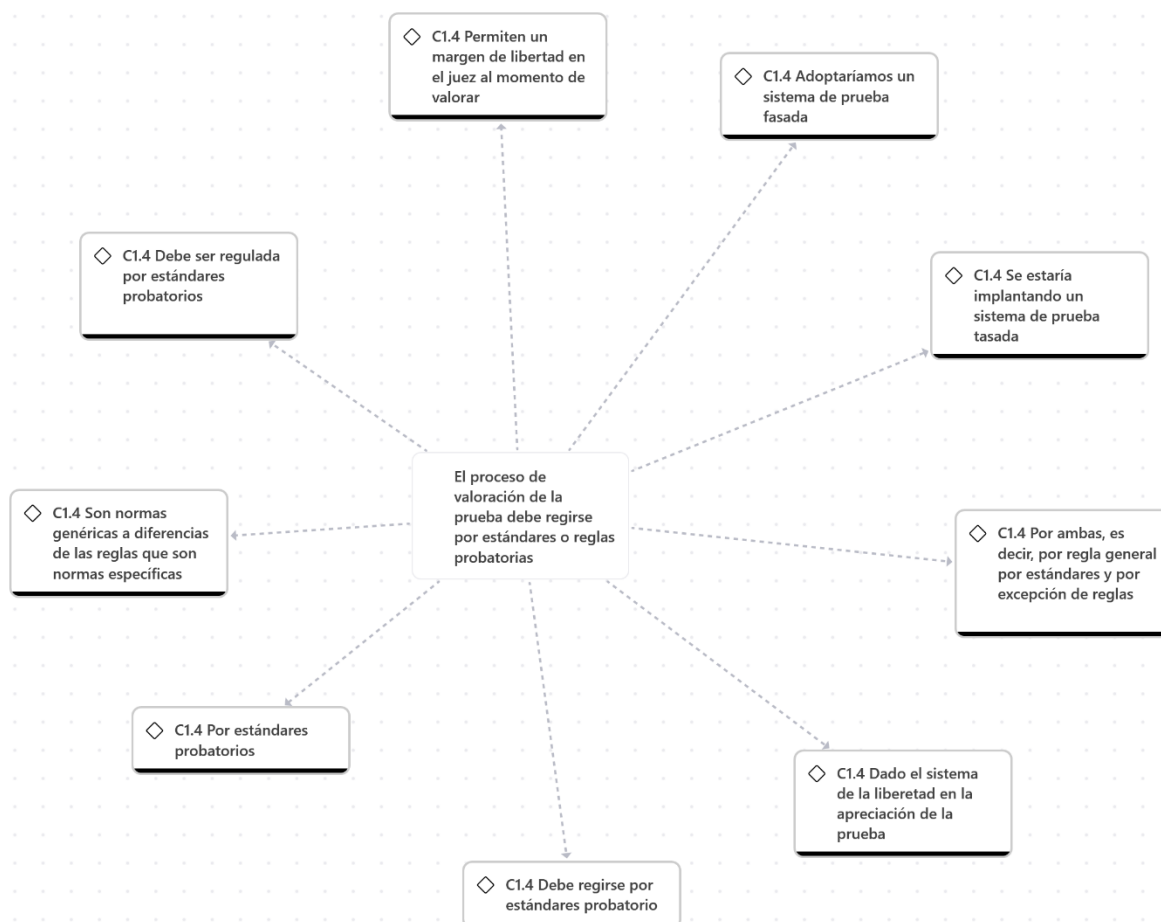 C1.4 Permiten un
margen de libertad en
el juez al momento de
valorar
C1.4 Adoptaríamos un
sistema de prueba
fasada
C1.4 Debe ser regulada
por estándares
probatorios
C1.4 Se estaría
implantando un
sistema de prueba
tasada
El proceso de
valoración de la
prueba debe regirse
por estándares o reglas
probatorias
C1.4 Son normas
genéricas a diferencias
de las reglas que son
normas específicas
C1.4 Por ambas, es
decir, por regla general
por estándares y por
excepción de reglas
C1.4 Por estándares
probatorios
C1.4 Dado el sistema
de la liberetad en la
apreciación de la
prueba
C1.4 Debe regirse por
estándares probatorio